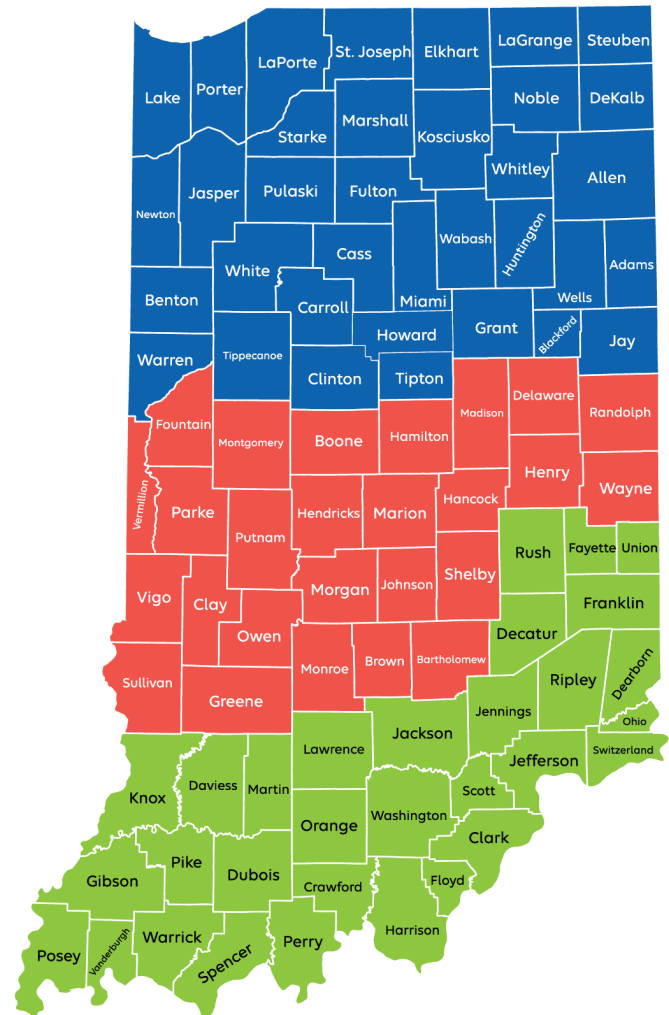 LaGrange
Steuben
St. Joseph
Elkhart
LaPorte
Porter
Lake
Noble
DeKalb
Marshall
Starke
Kosciusko
Whitley
Allen
Newton
Jasper
Pulaski
Fulton
Wabash
Huntington
Cass
White
Adams
Benton
Carroll
Miami
Wells
Howard
Grant
Blackford
Jay
Warren
Tippecanoe
Clinton
Tipton
Delaware
Fountain
Madison
Randolph
Montgomery
Boone
Hamilton
Henry
Wayne
Vermillion
Parke
Hendricks
Marion
Hancock
Putnam
Rush
Fayette
Union
Vigo
Clay
Morgan
Johnson
Shelby
Franklin
Owen
Decatur
Sullivan
Monroe
Brown
Bartholomew
Ripley
Dearborn
Greene
Jennings
Ohio
Lawrence
Jackson
Switzerland
Jefferson
Knox
Daviess
Martin
Scott
Orange
Washington
Clark
Pike
Gibson
Dubois
Crawford
Floyd
Posey
Vanderburgh
Warrick
Spencer
Perry
Harrison